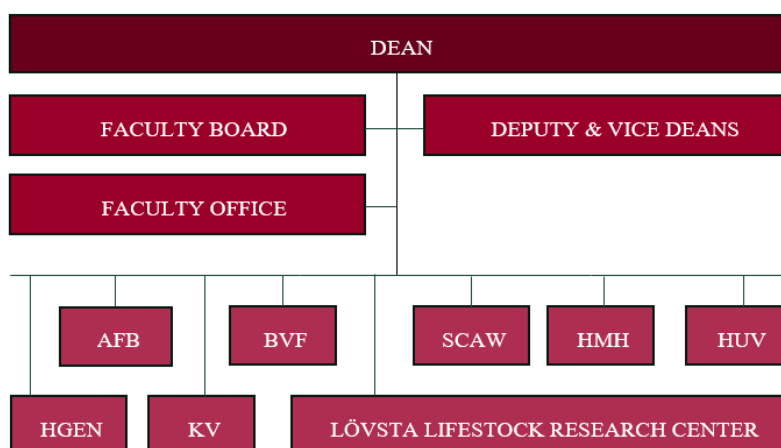 DEAN
FACULTY BOARD
DEPUTY & VICE DEANS
FACULTY OFFICE
AFB
BVF
SCAW
HMH
HUV
HGEN
KV
LÖVSTA LIFESTOCK RESEARCH CENTER